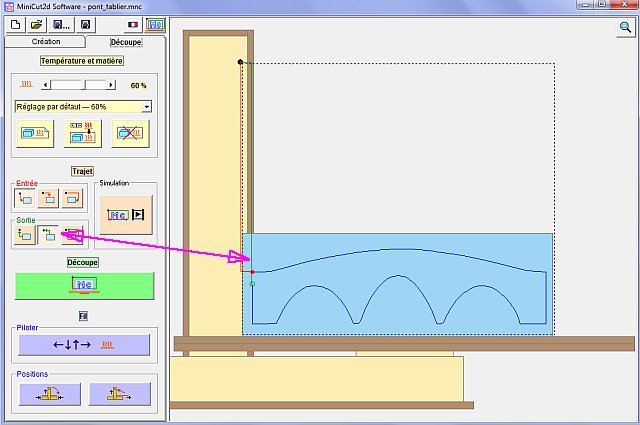 MiniCut2d Software - pont_tablier.mnc
Création
Découpe
Température et matière
60 %
Réglage par défaut --- 60%
Trajet
Entrée
Simulation
Sortie
Découpe
Fil
Piloter
Positions